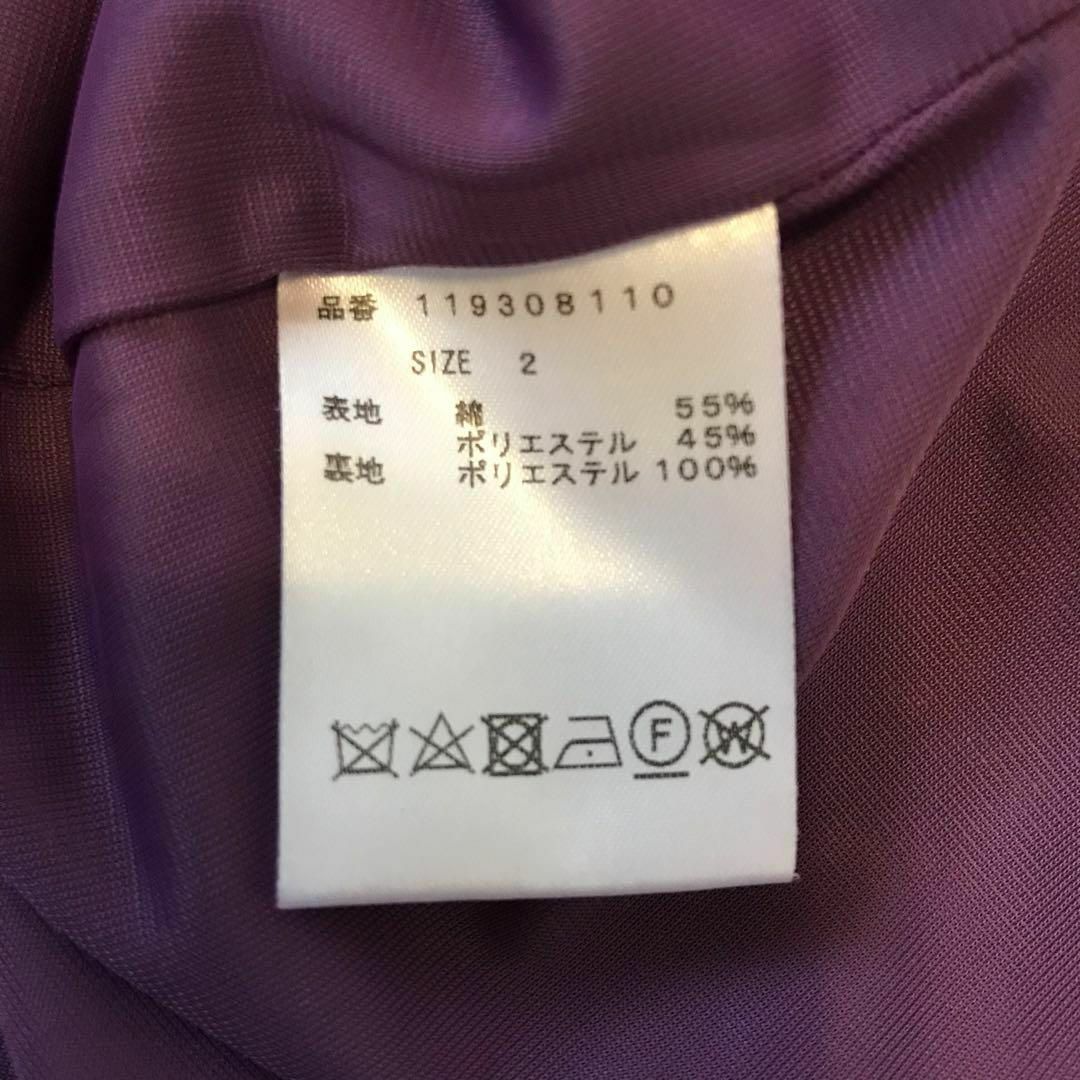 品番 119308110
SIZE 2
表地 綿 55%
ポリエステル 45%
裏地 ポリエステル 100%
F
W